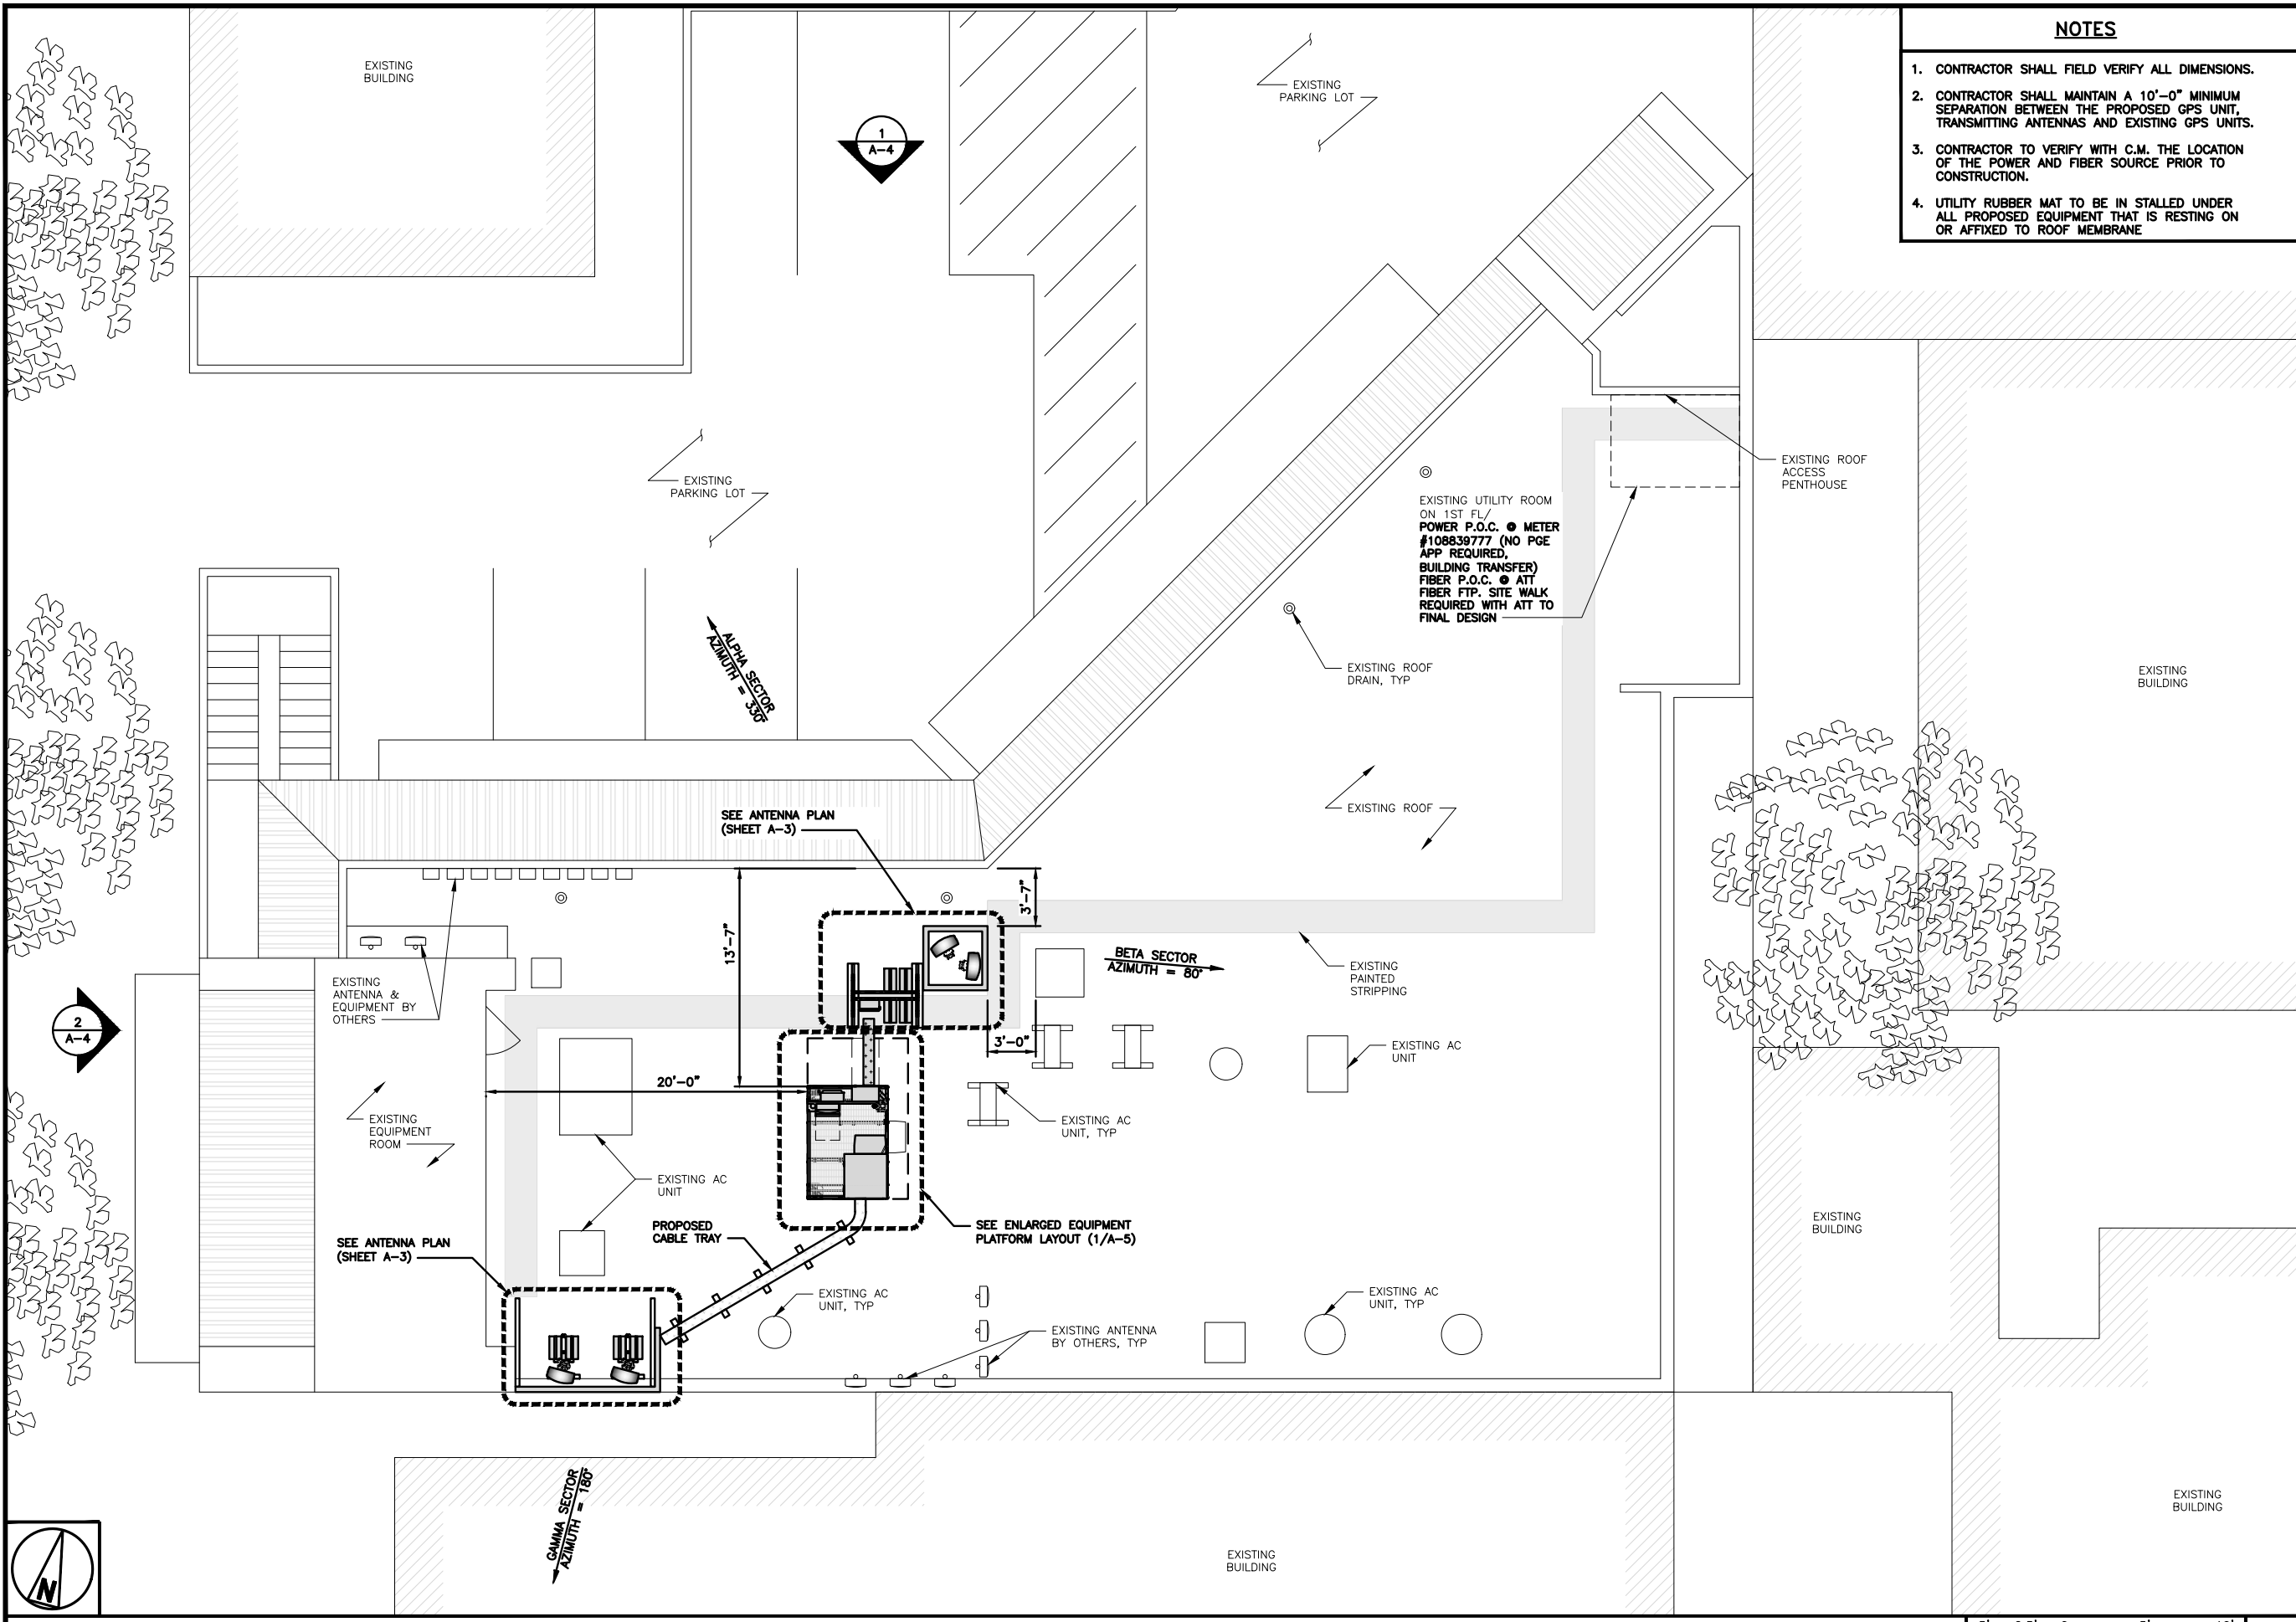 NOTES
1. CONTRACTOR SHALL FIELD VERIFY ALL DIMENSIONS.
2. CONTRACTOR SHALL MAINTAIN A 10'-0" MINIMUM
SEPARATION BETWEEN THE PROPOSED GPS UNIT,
TRANSMITTING ANTENNAS AND EXISTING GPS UNITS.
3. CONTRACTOR TO VERIFY WITH C.M. THE LOCATION
OF THE POWER AND FIBER SOURCE PRIOR TO
CONSTRUCTION.
4. UTILITY RUBBER MAT TO BE IN STALLED UNDER
ALL PROPOSED EQUIPMENT THAT IS RESTING ON
OR AFFIXED TO ROOF MEMBRANE
EXISTING
BUILDING
EXISTING
PARKING LOT
1
A-4
EXISTING
PARKING LOT
EXISTING ROOF
ACCESS
PENTHOUSE
EXISTING UTILITY ROOM
ON 1ST FL/
POWER P.O.C. @ METER
#108839777 (NO PGE
APP REQUIRED,
BUILDING TRANSFER)
FIBER P.O.C. @ ATT
FIBER FTP. SITE WALK
REQUIRED WITH ATT TO
FINAL DESIGN
ALPHA SECTOR
AZIMUTH = 330°
EXISTING ROOF
DRAIN, TYP
EXISTING
BUILDING
EXISTING ROOF
SEE ANTENNA PLAN
(SHEET A-3)
3'-7"
13'-7"
BETA SECTOR
AZIMUTH = 80°
EXISTING
PAINTED
STRIPPING
EXISTING
ANTENNA &
EQUIPMENT BY
OTHERS
2
A-4
3'-0"
EXISTING AC
UNIT
20'-0"
EXISTING
EQUIPMENT
ROOM
EXISTING AC
UNIT, TYP
EXISTING AC
UNIT
PROPOSED
CABLE TRAY
SEE ENLARGED EQUIPMENT
PLATFORM LAYOUT (1/A-5)
EXISTING
BUILDING
SEE ANTENNA PLAN
(SHEET A-3)
EXISTING AC
UNIT, TYP
EXISTING AC
UNIT, TYP
EXISTING ANTENNA
BY OTHERS, TYP
GAMMA SECTOR
AZIMUTH = 180°
EXISTING
BUILDING
EXISTING
BUILDING
N